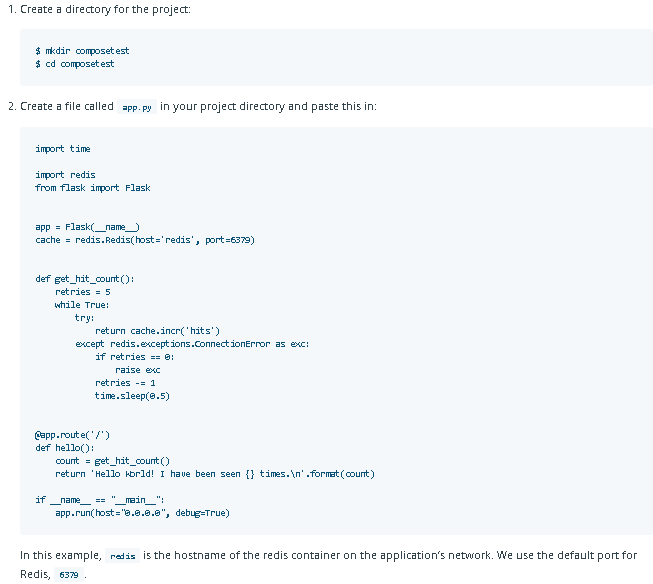 1. Create a directory for the project:
$ mkdir composetest
$ cd composetest
2. Create a file called app.py in your project directory and paste this in:
import time
import redis
from flask import Flask
app = Flask(__name__)
cache = redis.Redis(host='redis', port=6379)
def get_hit_count():
    retries = 5
    while True:
        try:
            return cache.incr('hits')
        except redis.exceptions.ConnectionError as exc:
            if retries == 0:
                raise exc
            retries -= 1
            time.sleep(0.5)
@app.route('/')
def hello():
    count = get_hit_count()
    return 'Hello World! I have been seen {} times.\n'.format(count)
if __name__ == "__main__":
    app.run(host="0.0.0.0", debug=True)
In this example, redis is the hostname of the redis container on the application's network. We use the default port for
Redis, 6379 .